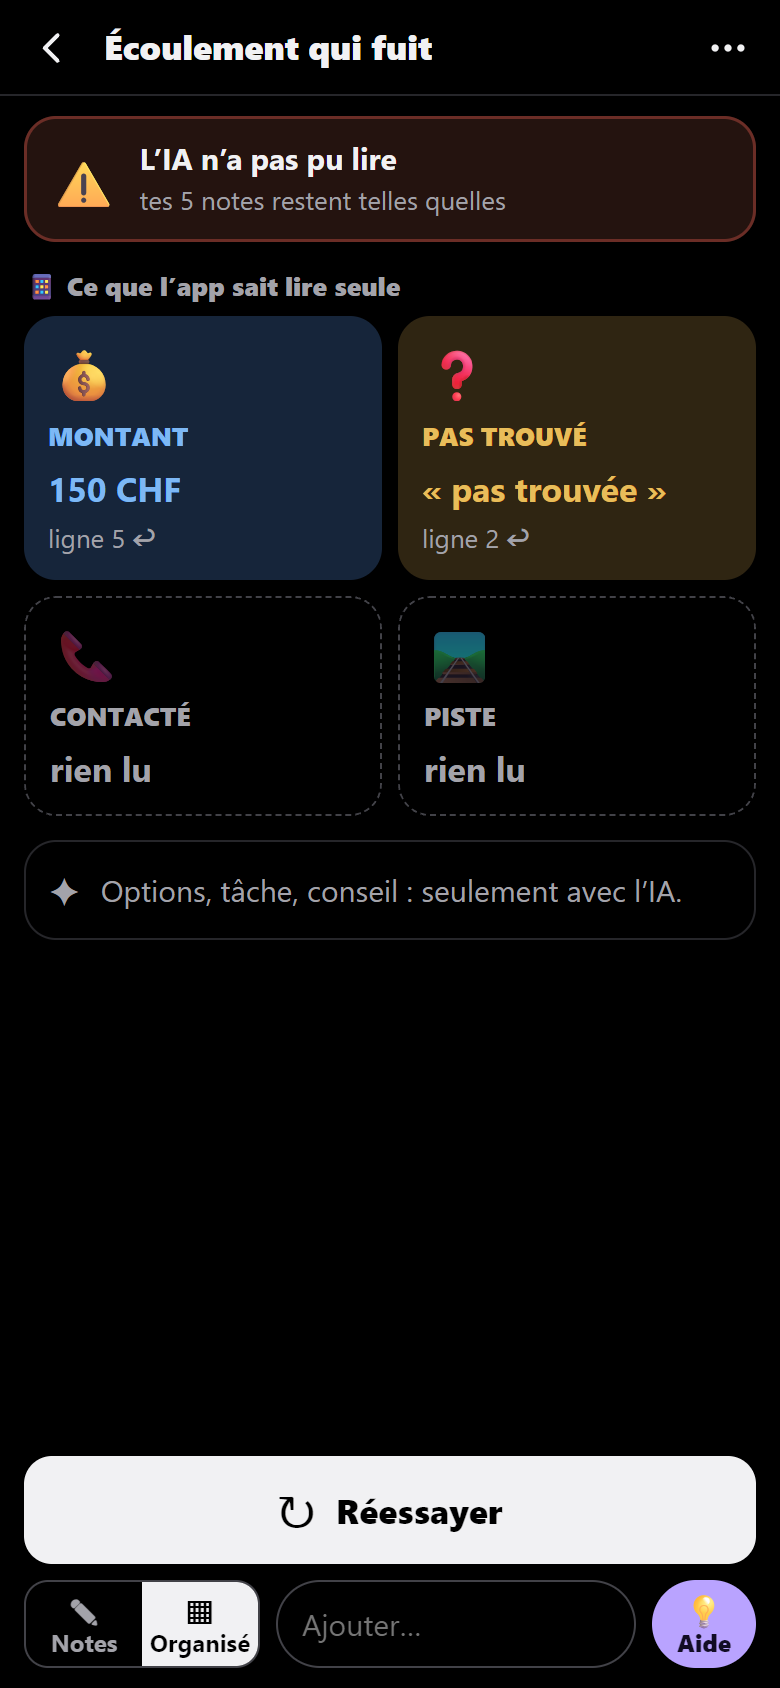 Écoulement qui fuit
L’IA n’a pas pu lire
tes 5 notes restent telles quelles
Ce que l’app sait lire seule
MONTANT
150 CHF
ligne 5 ↩
PAS TROUVÉ
« pas trouvée »
ligne 2 ↩
CONTACTÉ
rien lu
PISTE
rien lu
Options, tâche, conseil : seulement avec l’IA.
↻ Réessayer
Notes
Organisé
Ajouter…
Aide